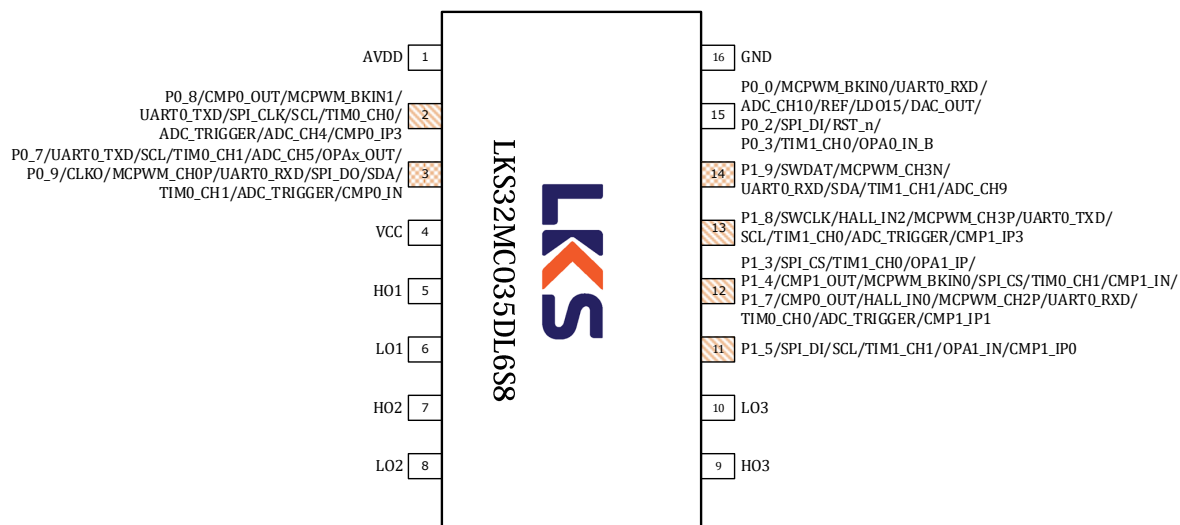 AVDD 1
P0_8/CMP0_OUT/MCPWM_BKIN1/
UART0_TXD/SPI_CLK/SCL/TIM0_CH0/
ADC_TRIGGER/ADC_CH4/CMP0_IP3
2
P0_7/UART0_TXD/SCL/TIM0_CH1/ADC_CH5/OPAx_OUT/
P0_9/CLKO/MCPWM_CH0P/UART0_RXD/SPI_DO/SDA/
TIM0_CH1/ADC_TRIGGER/CMP0_IN
3
VCC 4
HO1 5
LO1 6
HO2 7
LO2 8
LKS32MC035DL6S8
LKS
16 GND
15
P0_0/MCPWM_BKIN0/UART0_RXD/
ADC_CH10/REF/LDO15/DAC_OUT/
P0_2/SPI_DI/RST_n/
P0_3/TIM1_CH0/OPA0_IN_B
14
P1_9/SWDAT/MCPWM_CH3N/
UART0_RXD/SDA/TIM1_CH1/ADC_CH9
13
P1_8/SWCLK/HALL_IN2/MCPWM_CH3P/UART0_TXD/
SCL/TIM1_CH0/ADC_TRIGGER/CMP1_IP3
12
P1_3/SPI_CS/TIM1_CH0/OPA1_IP/
P1_4/CMP1_OUT/MCPWM_BKIN0/SPI_CS/TIM0_CH1/CMP1_IN/
P1_7/CMP0_OUT/HALL_IN0/MCPWM_CH2P/UART0_RXD/
TIM0_CH0/ADC_TRIGGER/CMP1_IP1
11 P1_5/SPI_DI/SCL/TIM1_CH1/OPA1_IN/CMP1_IP0
10 LO3
9 HO3